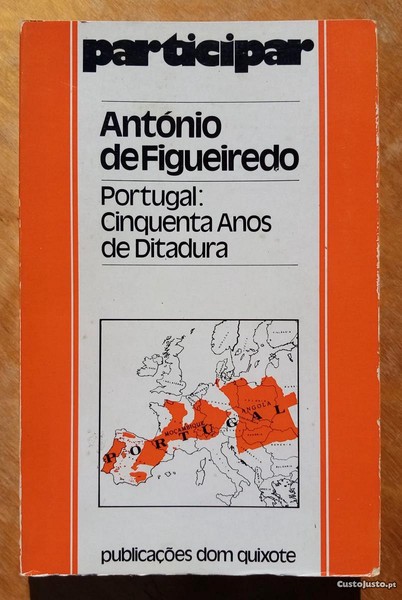 participar
António
de Figueiredo
Portugal:
Cinquenta Anos
de Ditadura
ANGOLA
MOÇAMBIQUE
PORTUGAL
publicações dom quixote
CustoJusto.pt